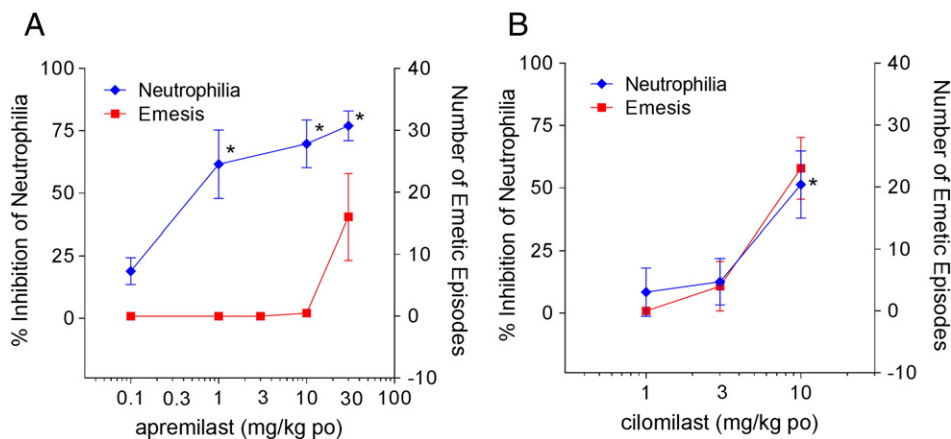 A
% Inhibition of Neutrophilia
100
75
50
25
0
Neutrophilia
Emesis
*
*
*
40
30
20
10
0
-10
Number of Emetic Episodes
0.1 0.3 1 3 10 30 100
apremilast (mg/kg po)
B
% Inhibition of Neutrophilia
100
75
50
25
0
Neutrophilia
Emesis
*
40
30
20
10
0
-10
Number of Emetic Episodes
1 3 10
cilomilast (mg/kg po)